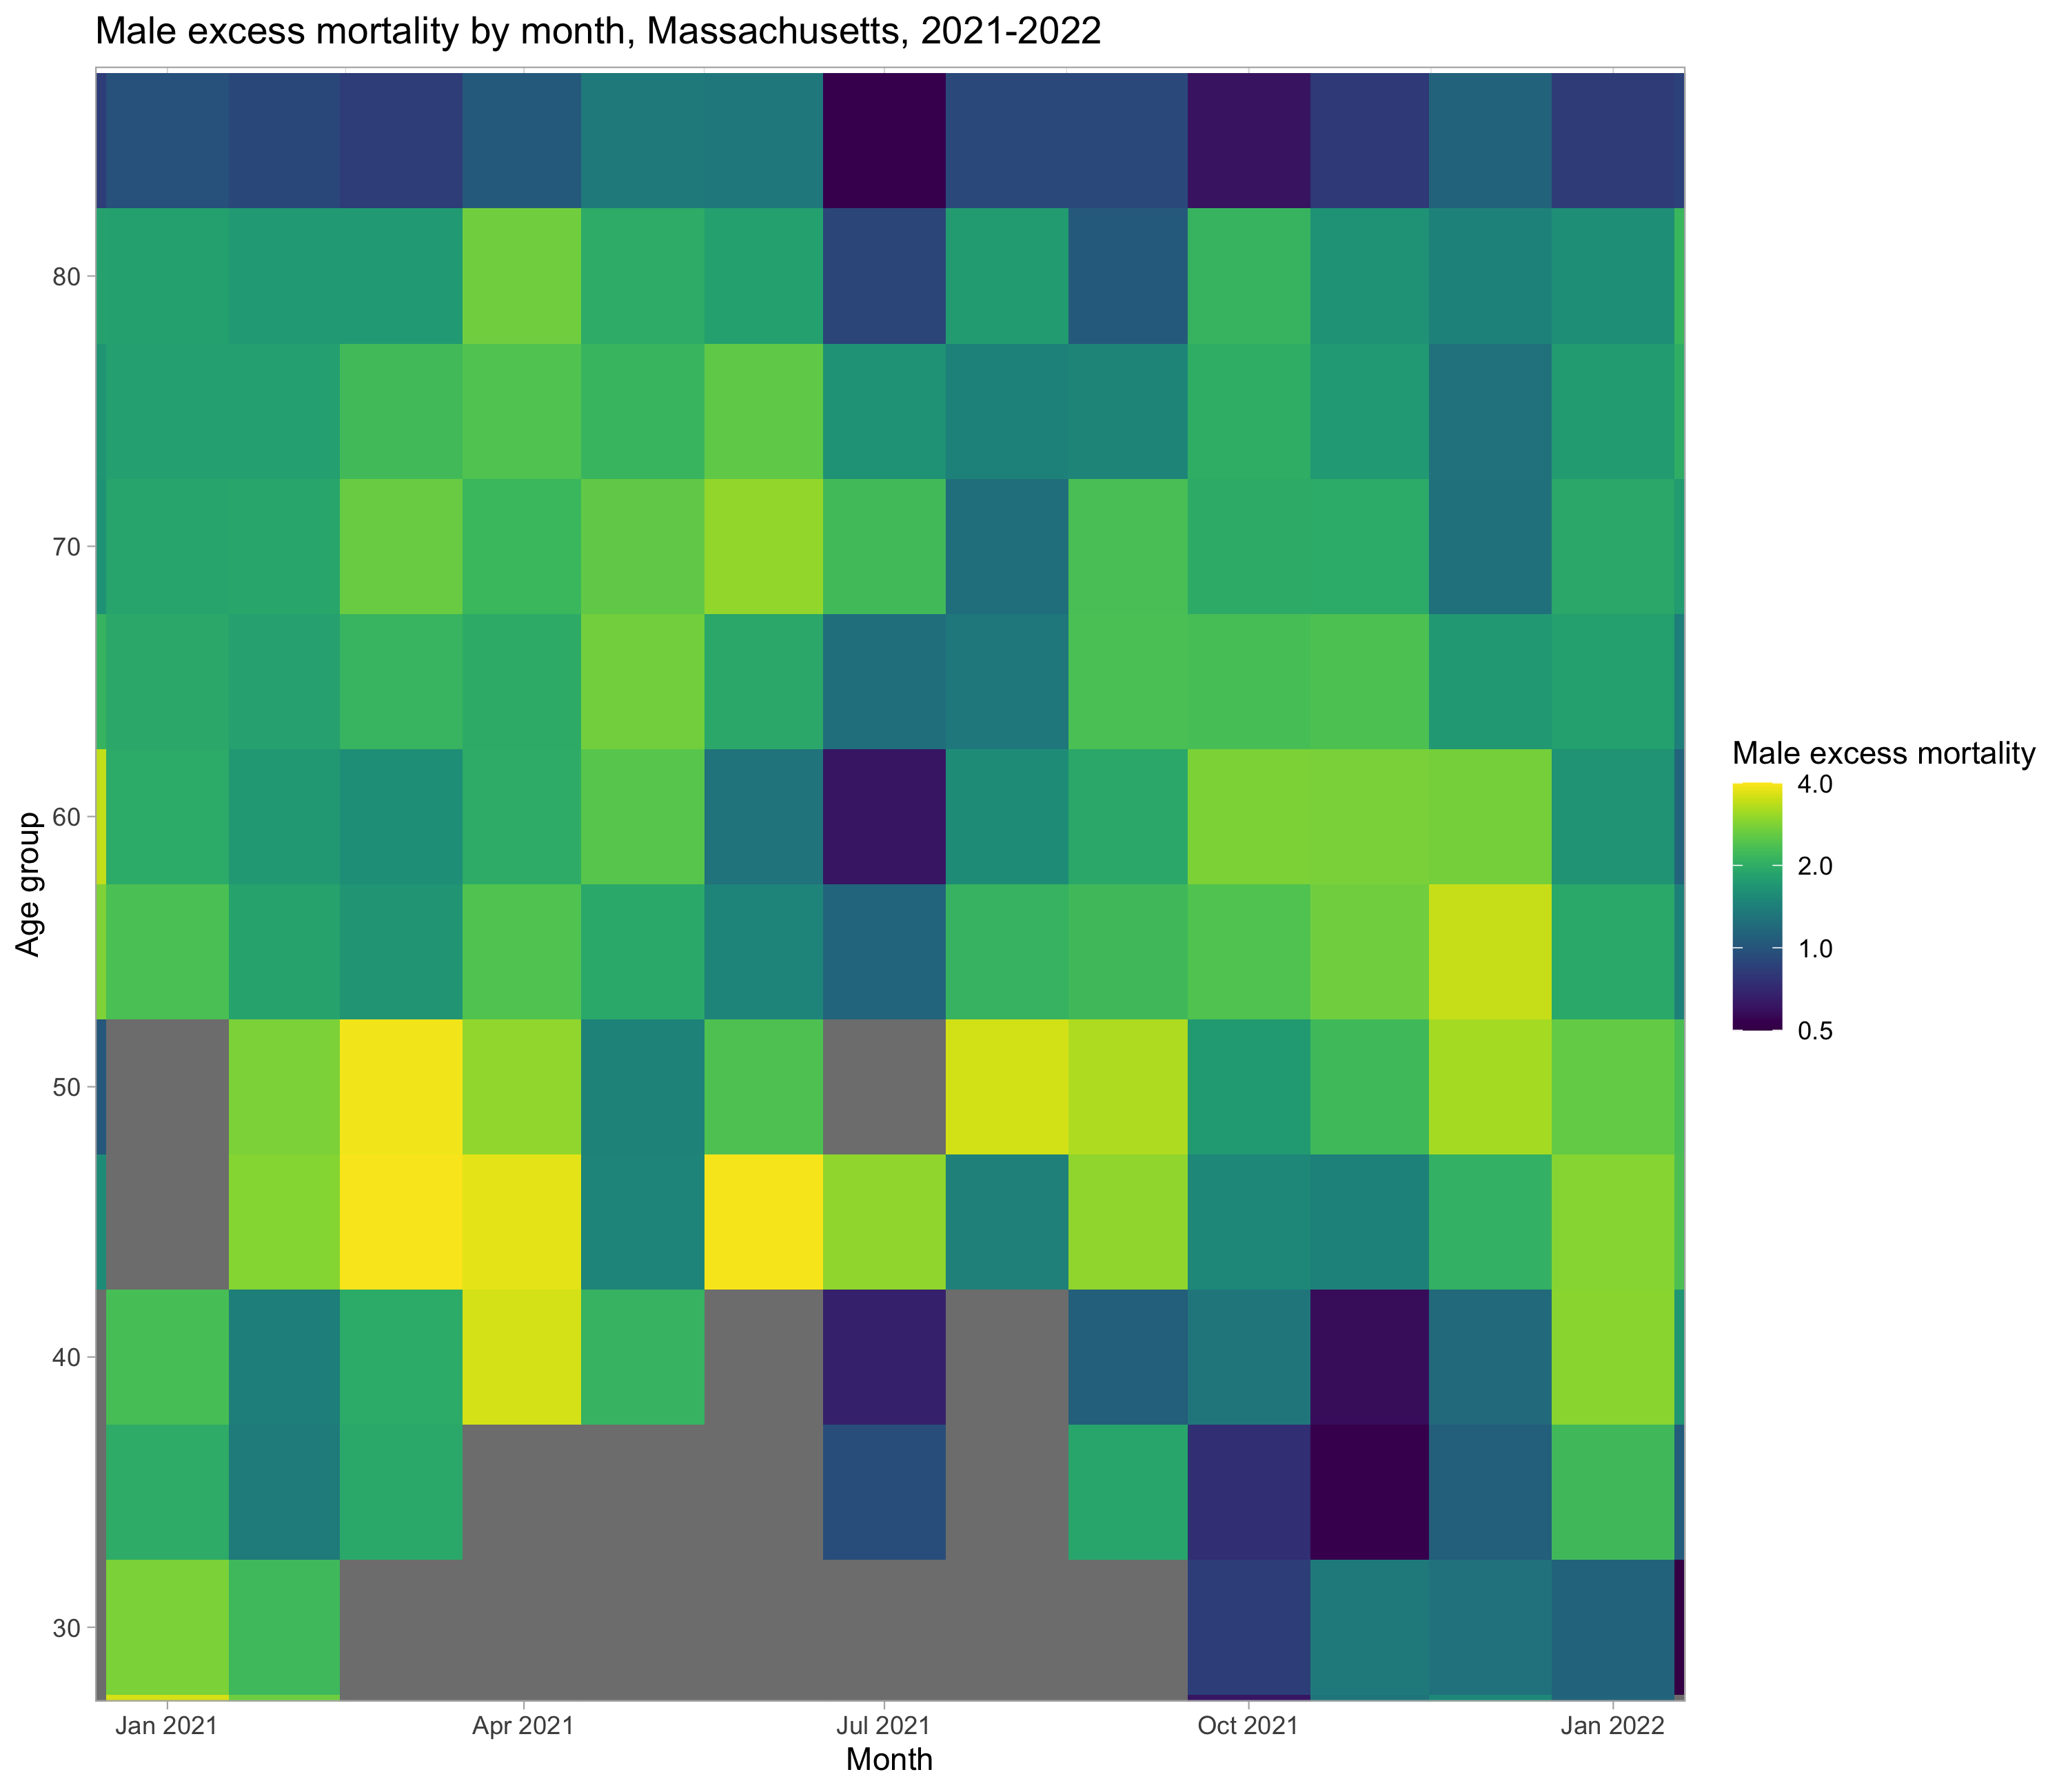 Male excess mortality by month, Massachusetts, 2021-2022
80
70
60
50
40
30
Age group
Jan 2021
Apr 2021
Jul 2021
Oct 2021
Jan 2022
Month
Male excess mortality
4.0
2.0
1.0
0.5